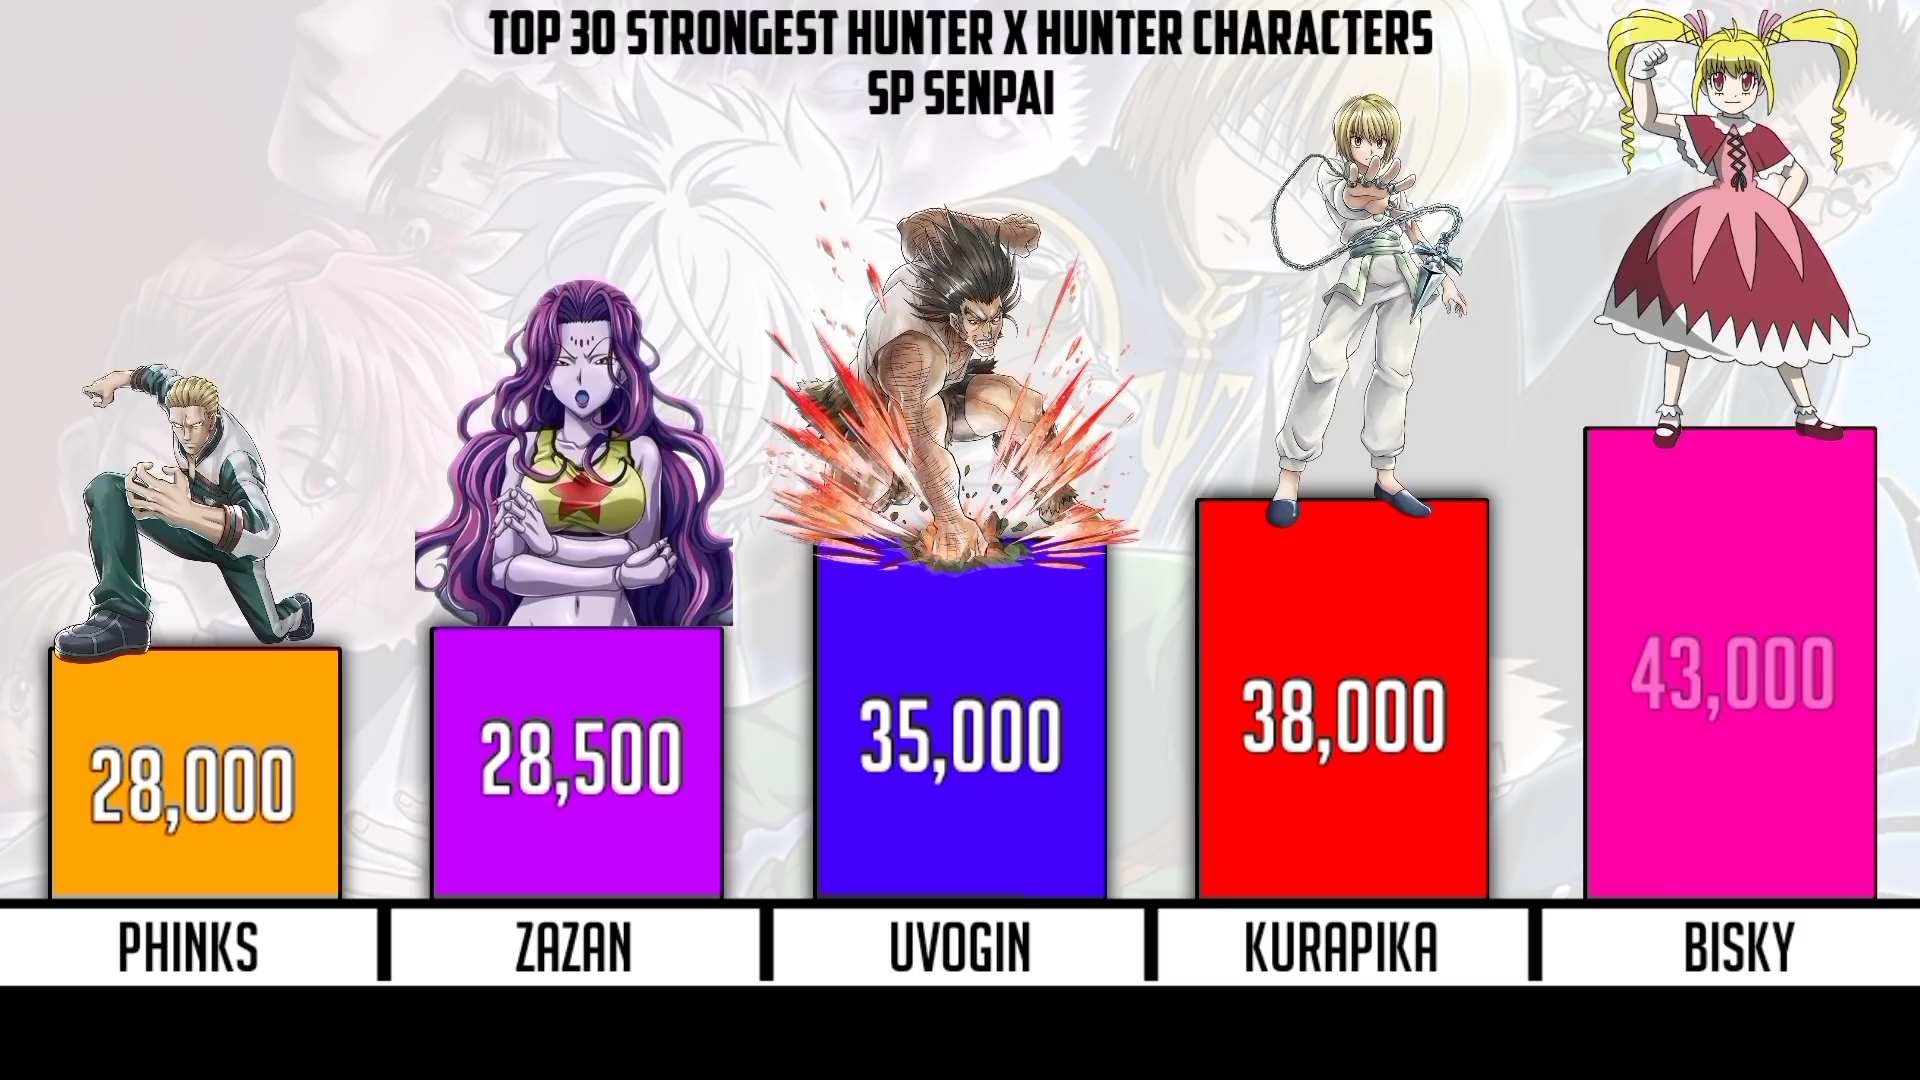 TOP 30 STRONGEST HUNTER X HUNTER CHARACTERS
SP SENPAI
28,000
28,500
35,000
38,000
43,000
PHINKS
ZAZAN
UVOGIN
KURAPIKA
BISKY